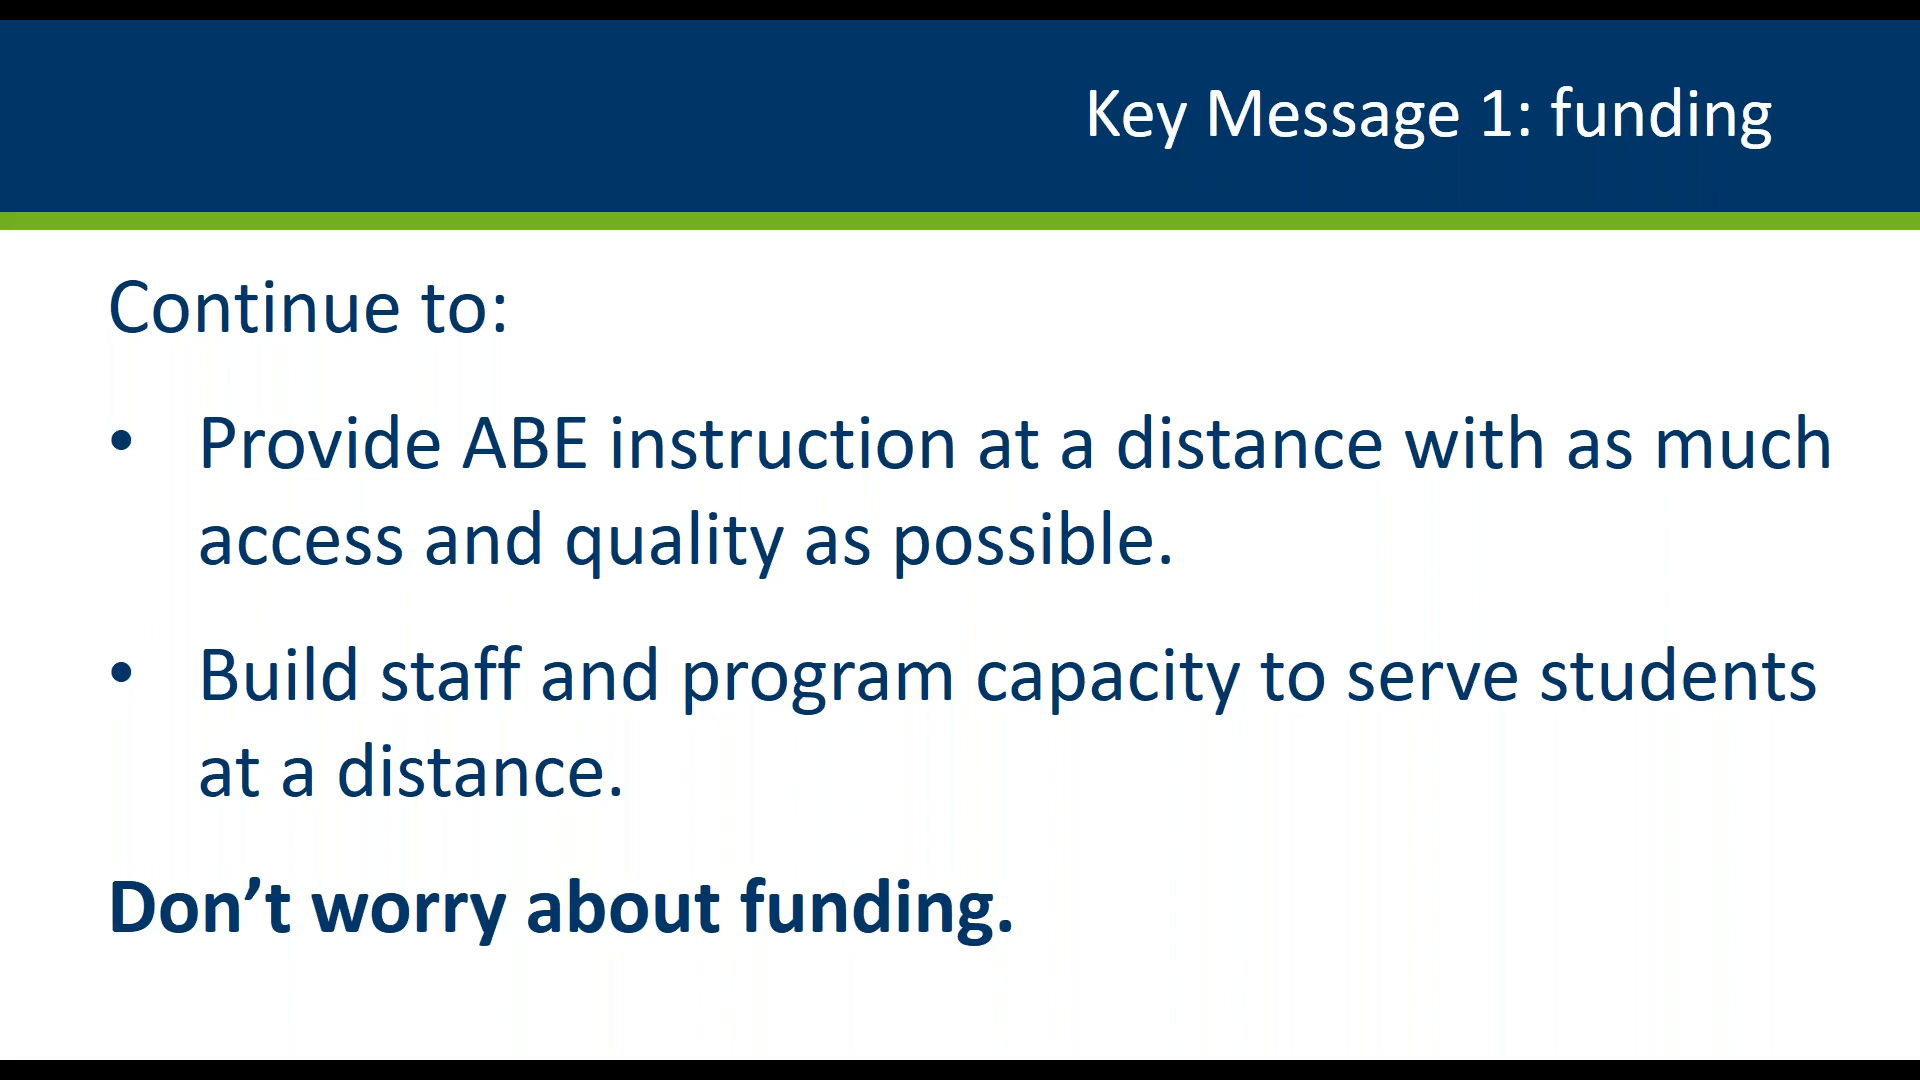 Key Message 1: funding
Continue to:
• Provide ABE instruction at a distance with as much
access and quality as possible.
• Build staff and program capacity to serve students
at a distance.
Don’t worry about funding.